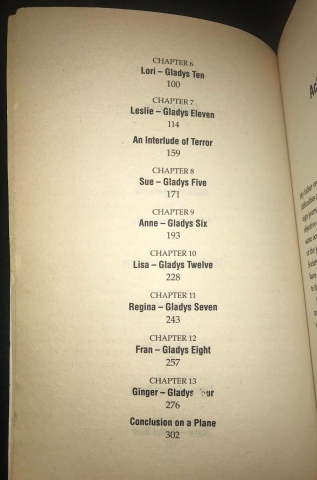 CHAPTER 6
Lori – Gladys Ten
100
CHAPTER 7
Leslie – Gladys Eleven
114
An Interlude of Terror
159
CHAPTER 8
Sue – Gladys Five
171
CHAPTER 9
Anne – Gladys Six
193
CHAPTER 10
Lisa – Gladys Twelve
228
CHAPTER 11
Regina – Gladys Seven
243
CHAPTER 12
Fran – Gladys Eight
257
CHAPTER 13
Ginger – Gladys
276
Conclusion on a Plane
302